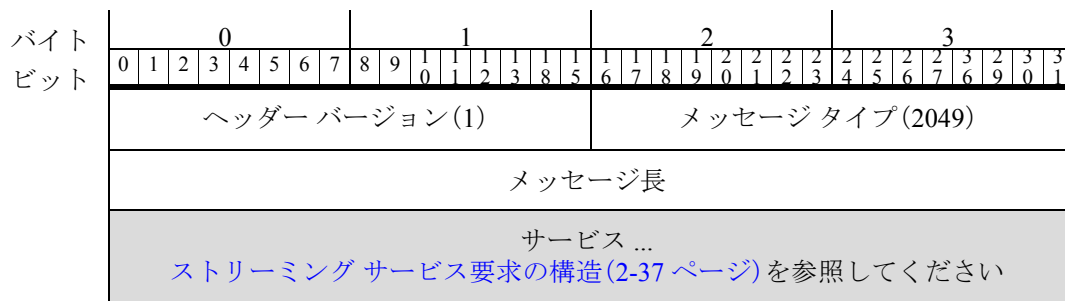 バイト 0 1 2 3
ビット 0 1 2 3 4 5 6 7 8 9 10 11 12 13 18 15 16 17 18 19 20 21 22 23 24 25 26 27 36 29 30 31
ヘッダー バージョン(1) メッセージ タイプ(2049)
メッセージ長
サービス ...
ストリーミング サービス要求の構造(2-37 ページ)を参照してください